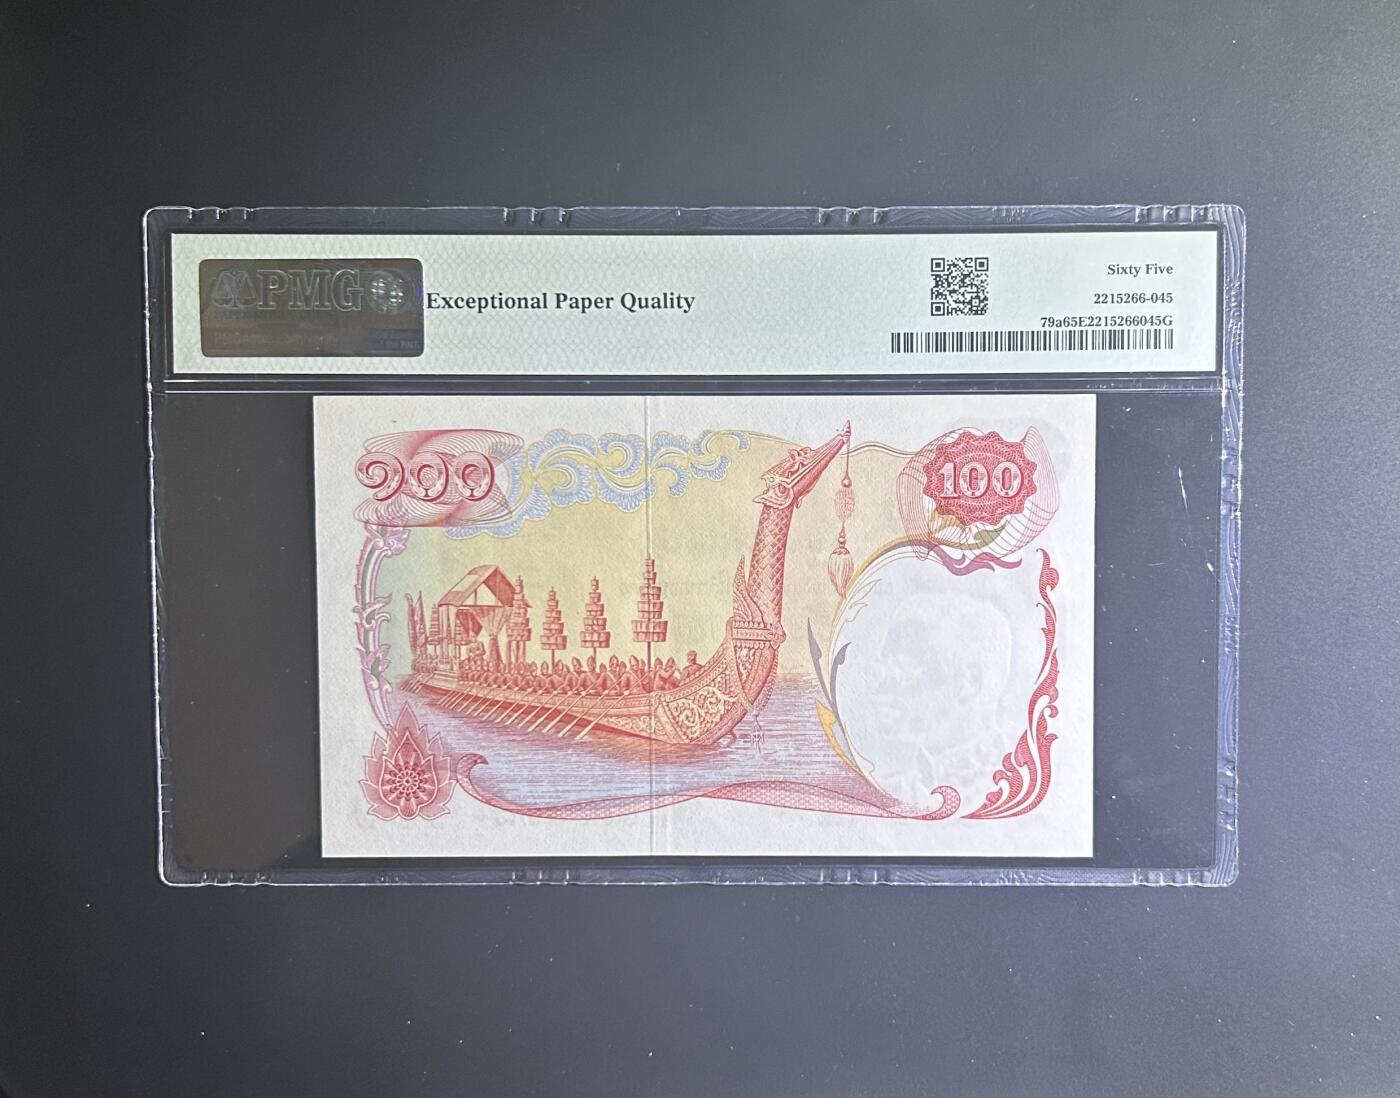 PMG
Exceptional Paper Quality
Sixty Five
2215266-045
79a65E2215266045G
๑๐๐
100